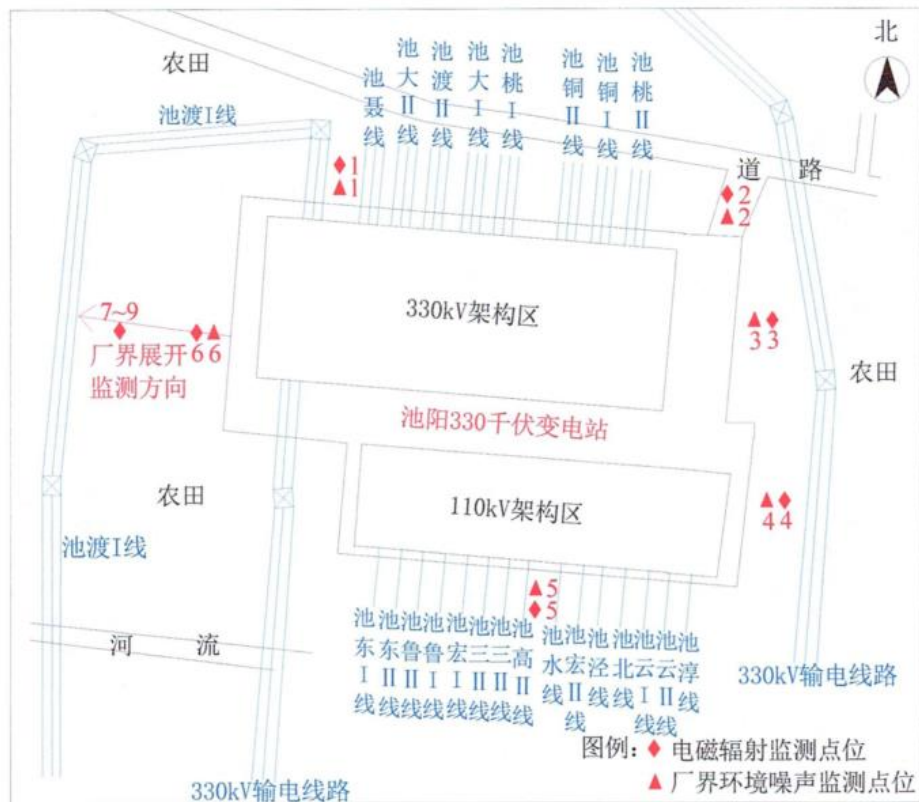 北
农田
池聂线
池大II线
池渡II线
池大I线
池桃I线
池铜II线
池铜I线
池桃II线
池渡I线
道 路
1
1
2
2
330kV架构区
7~9
6 6
厂界展开
监测方向
3 3
农田
池阳330千伏变电站
农田
110kV架构区
4 4
池渡I线
5
5
河 流
池东I线
池东II线
池鲁II线
池鲁I线
池宏I线
池三II线
池三II线
池高II线
池水线
池宏II线
池泾线
池北线
池云I线
池云II线
池淳线
330kV输电线路
330kV输电线路
图例:
电磁辐射监测点位
厂界环境噪声监测点位